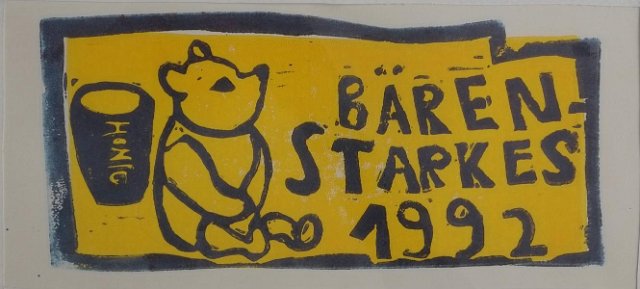 HONIG
BÄREN-
STARKES
1992